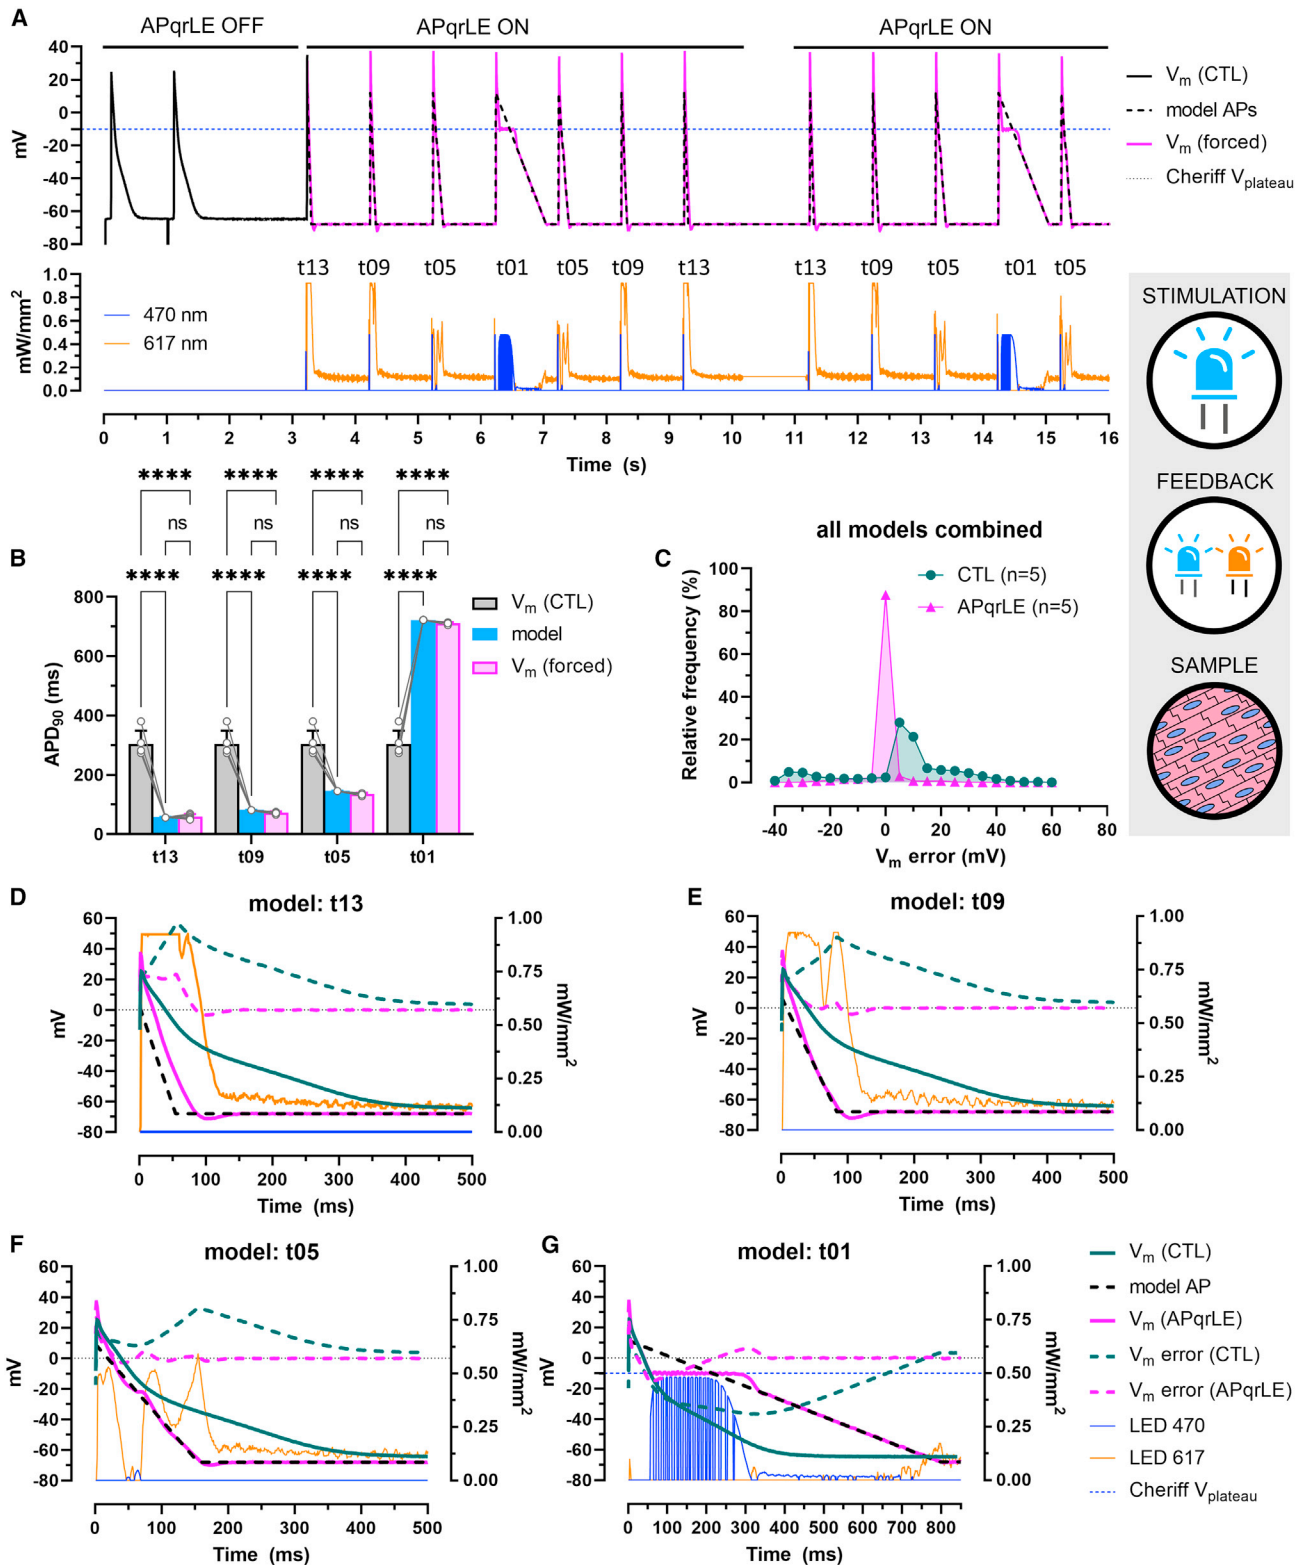 A
APqrLE OFF
APqrLE ON
APqrLE ON
40
20
0
-20
-40
-60
-80
mV
Vm (CTL)
model APs
Vm (forced)
Cheriff Vplateau
t13 t09 t05 t01 t05 t09 t13 t13 t09 t05 t01 t05
1.0
0.8
0.6
0.4
0.2
0.0
mW/mm2
470 nm
617 nm
0 1 2 3 4 5 6 7 8 9 10 11 12 13 14 15 16
Time (s)
STIMULATION
FEEDBACK
SAMPLE
B
**** **** **** ****
ns ns ns ns
**** **** **** ****
800
600
400
200
0
APD90 (ms)
Vm (CTL)
model
Vm (forced)
t13 t09 t05 t01
C
all models combined
100
80
60
40
20
0
Relative frequency (%)
CTL (n=5)
APqrLE (n=5)
-40 -20 0 20 40 60 80
Vm error (mV)
D
model: t13
60
40
20
0
-20
-40
-60
-80
mV
1.00
0.75
0.50
0.25
0.00
mW/mm2
0 100 200 300 400 500
Time (ms)
E
model: t09
60
40
20
0
-20
-40
-60
-80
mV
1.00
0.75
0.50
0.25
0.00
mW/mm2
0 100 200 300 400 500
Time (ms)
F
model: t05
60
40
20
0
-20
-40
-60
-80
mV
1.00
0.75
0.50
0.25
0.00
mW/mm2
0 100 200 300 400 500
Time (ms)
G
model: t01
60
40
20
0
-20
-40
-60
-80
1.00
0.75
0.50
0.25
0.00
mW/mm2
0 100 200 300 400 500 600 700 800
Time (ms)
Vm (CTL)
model AP
Vm (APqrLE)
Vm error (CTL)
Vm error (APqrLE)
LED 470
LED 617
Cheriff Vplateau